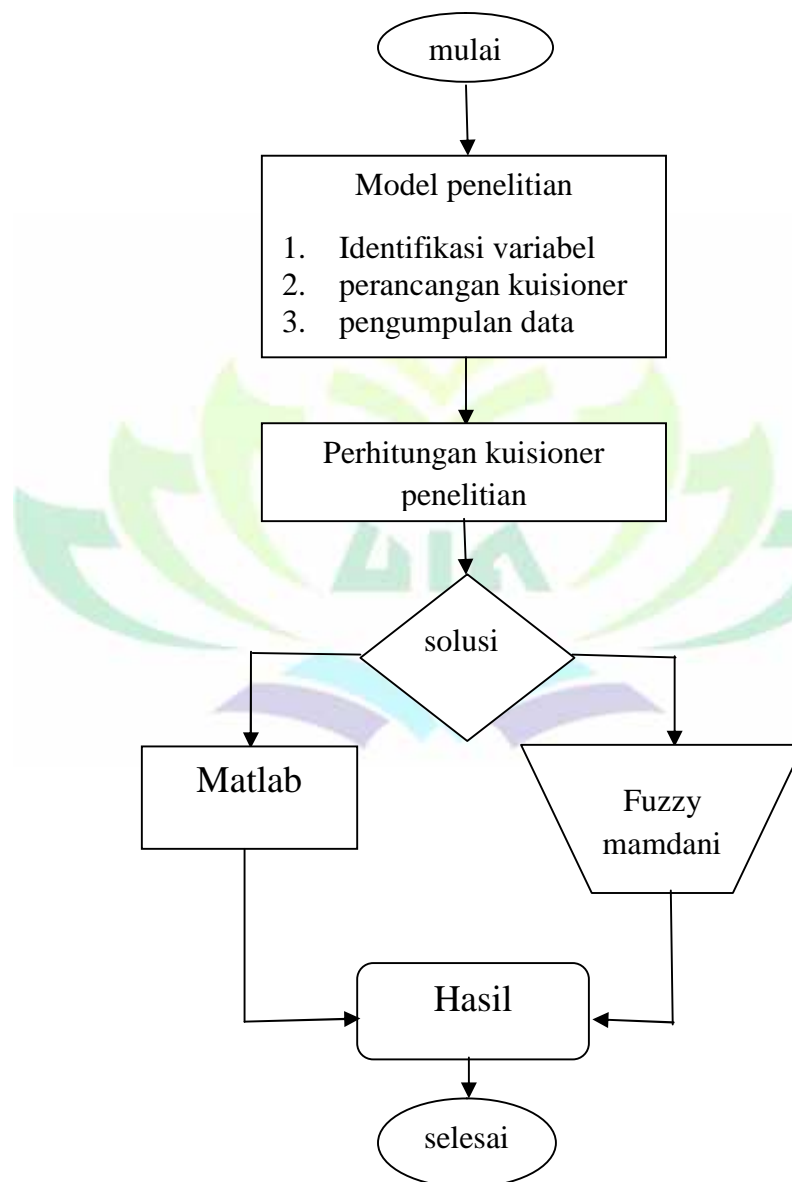 mulai
Model penelitian
1. Identifikasi variabel
2. perancangan kuisioner
3. pengumpulan data
Perhitungan kuisioner
penelitian
solusi
Matlab
Fuzzy
mamdani
Hasil
selesai